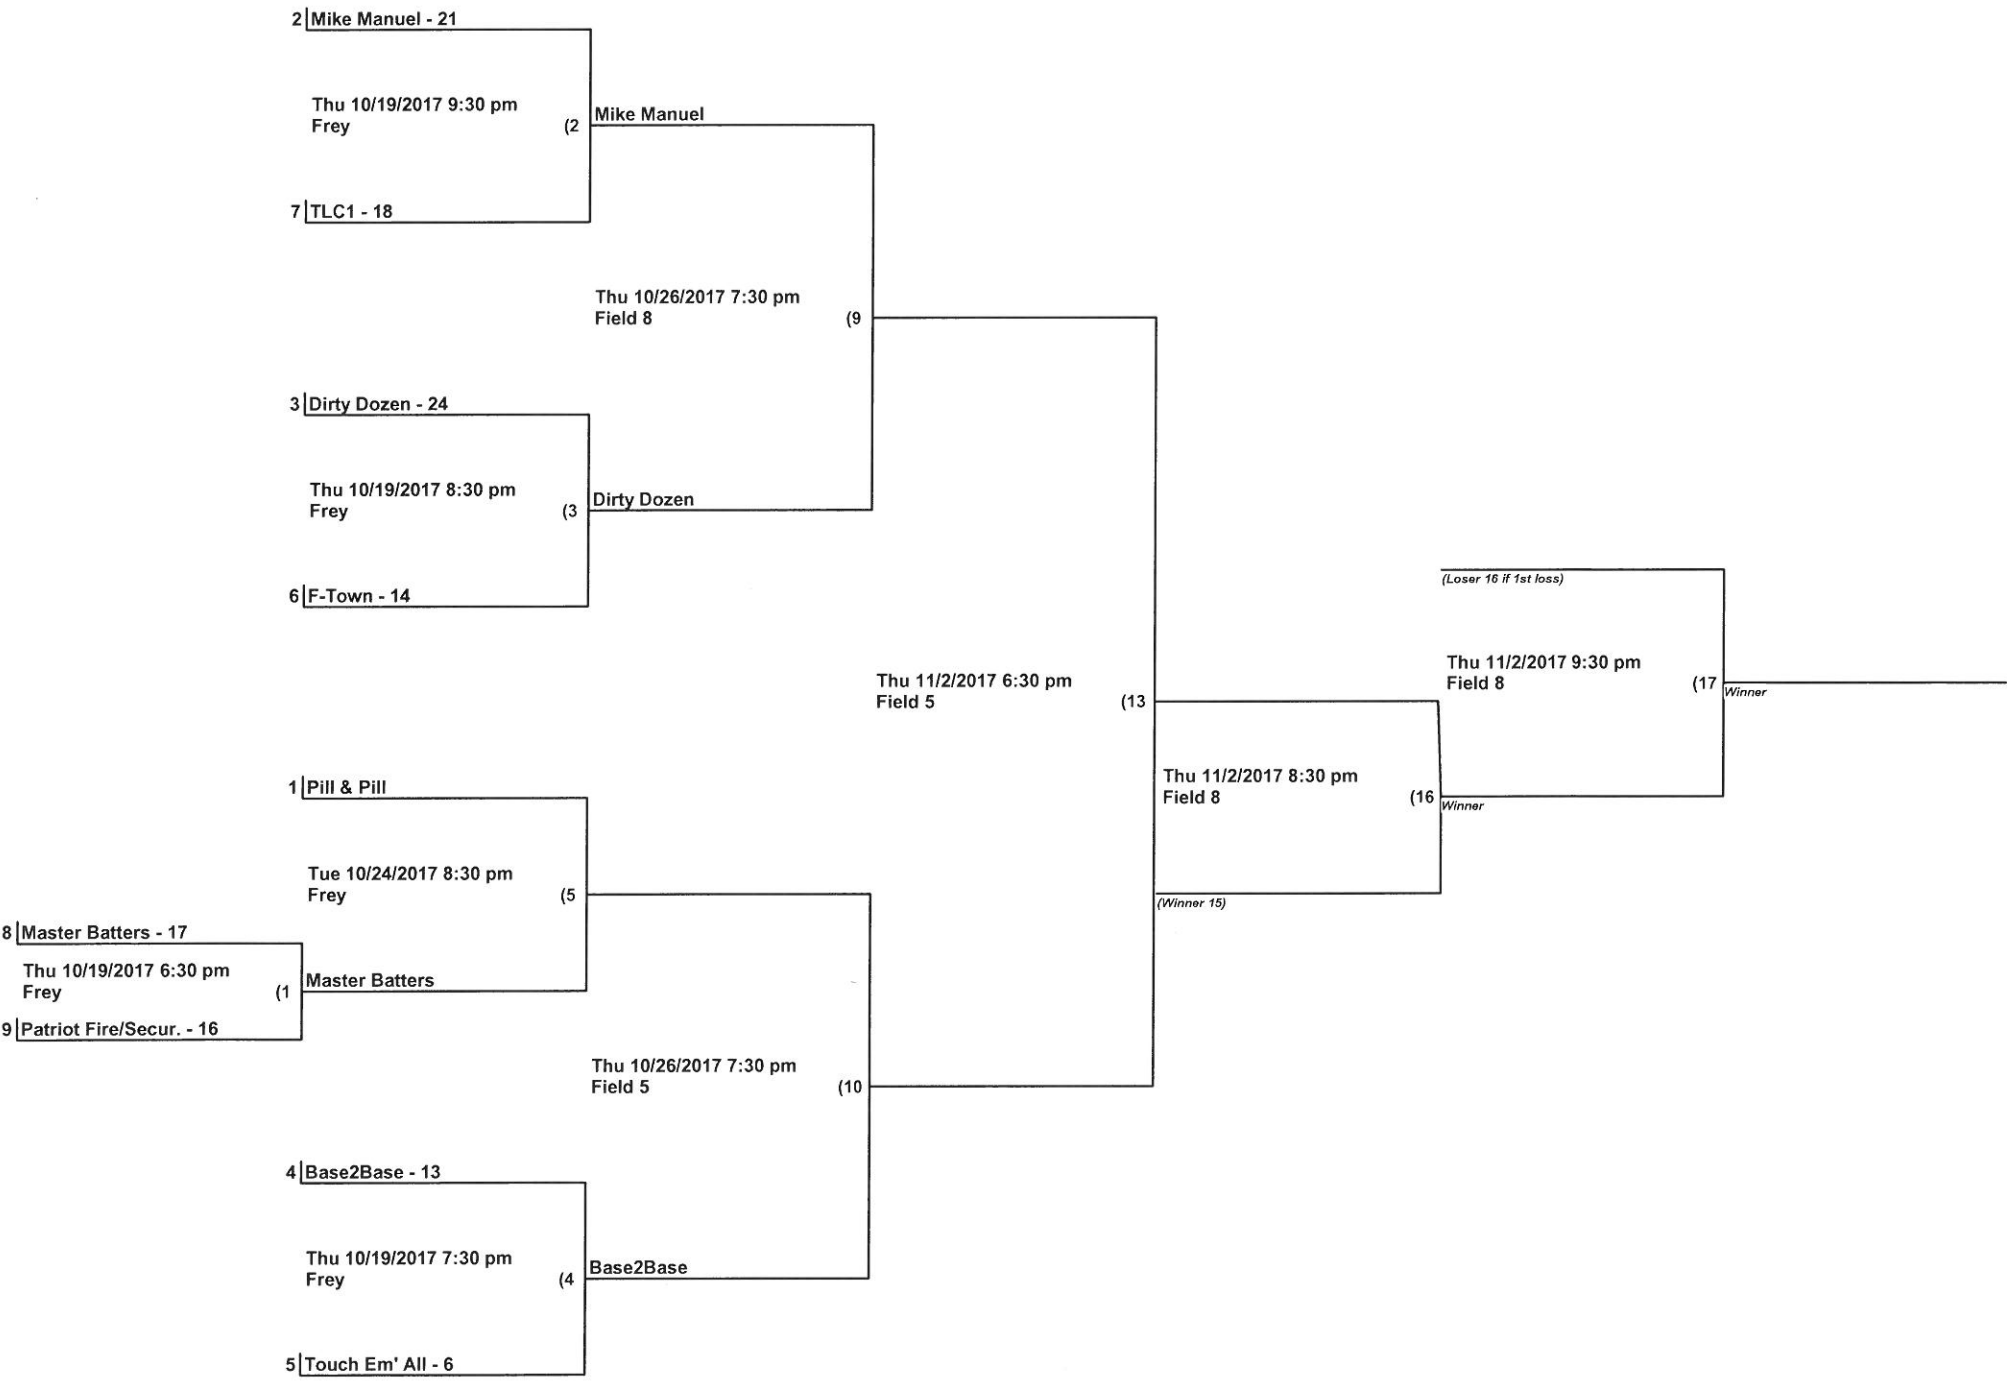 2 Mike Manuel - 21
Thu 10/19/2017 9:30 pm
Frey (2
Mike Manuel
7 TLC1 - 18
Thu 10/26/2017 7:30 pm
Field 8 (9
3 Dirty Dozen - 24
Thu 10/19/2017 8:30 pm
Frey (3
Dirty Dozen
6 F-Town - 14
(Loser 16 if 1st loss)
Thu 11/2/2017 9:30 pm
Field 8 (17
Winner
Thu 11/2/2017 6:30 pm
Field 5 (13
Thu 11/2/2017 8:30 pm
Field 8 (16
Winner
(Winner 15)
1 Pill & Pill
Tue 10/24/2017 8:30 pm
Frey (5
8 Master Batters - 17
Thu 10/19/2017 6:30 pm
Frey (1
Master Batters
9 Patriot Fire/Secur. - 16
Thu 10/26/2017 7:30 pm
Field 5 (10
4 Base2Base - 13
Thu 10/19/2017 7:30 pm
Frey (4
Base2Base
5 Touch Em' All - 6